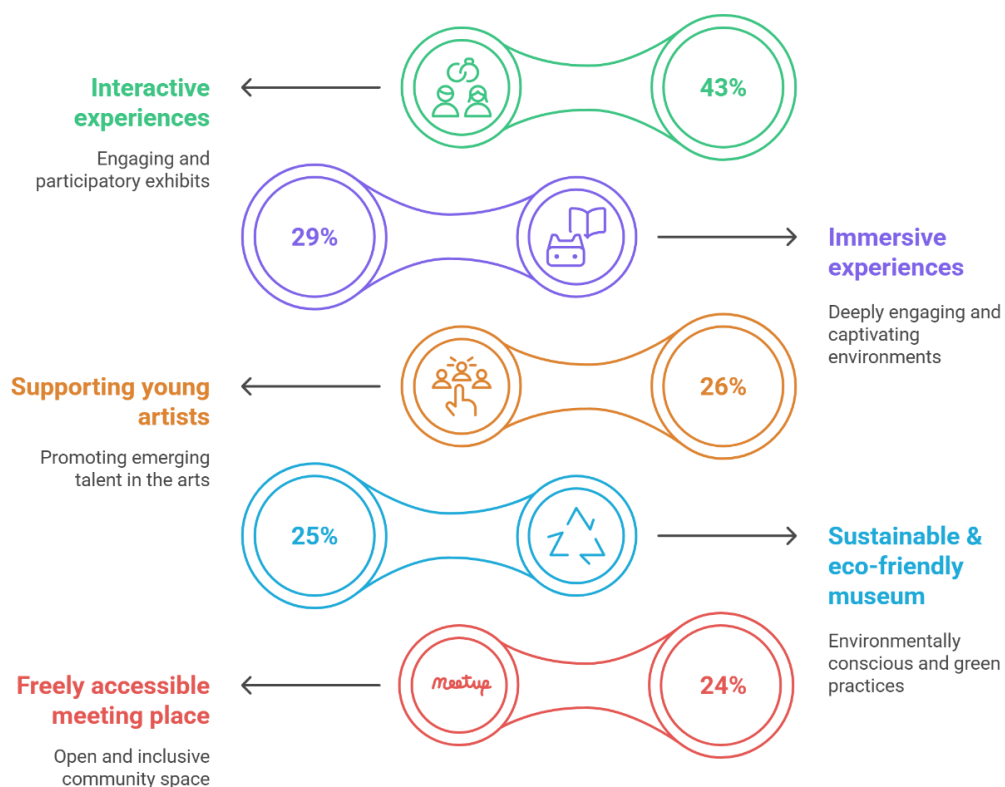 Interactive
experiences
Engaging and
participatory exhibits
43%
29%
Immersive
experiences
Deeply engaging and
captivating
environments
Supporting young
artists
Promoting emerging
talent in the arts
26%
25%
Sustainable &
eco-friendly
museum
Environmentally
conscious and green
practices
Freely accessible
meeting place
Open and inclusive
community space
meetup
24%